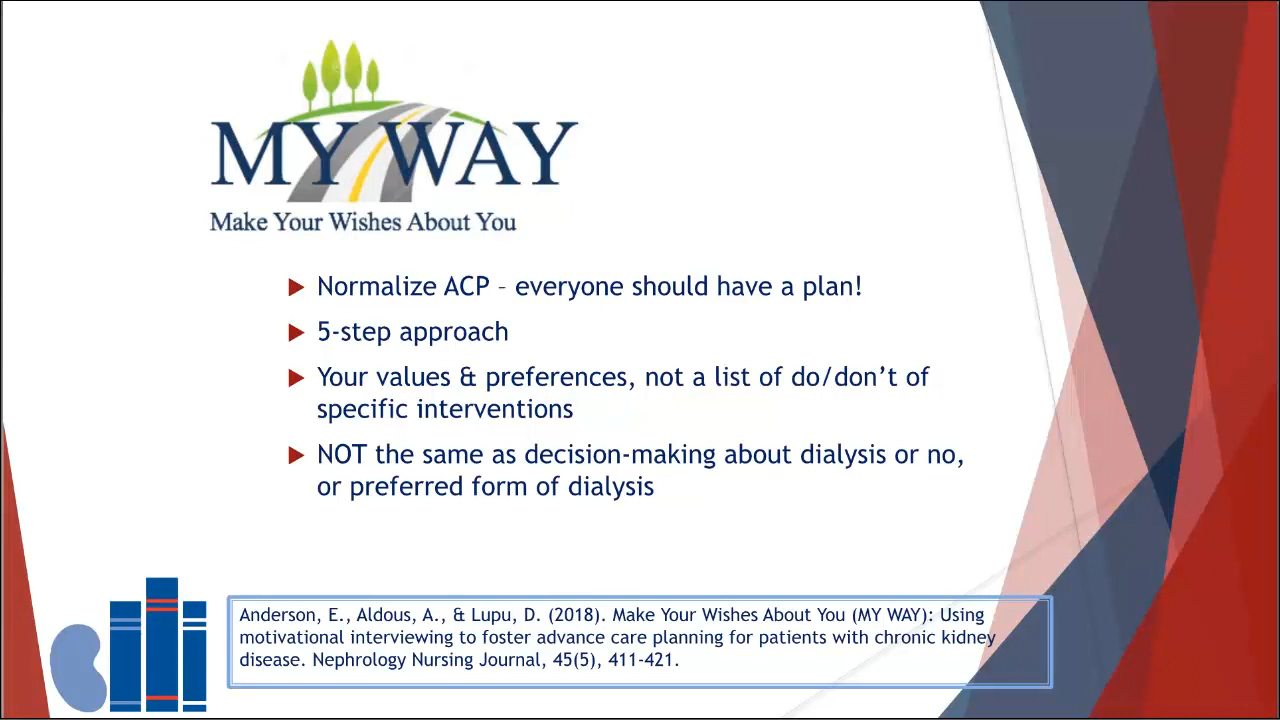 MY WAY
Make Your Wishes About You
Normalize ACP – everyone should have a plan!
5-step approach
Your values & preferences, not a list of do/don’t of
specific interventions
NOT the same as decision-making about dialysis or no,
or preferred form of dialysis
Anderson, E., Aldous, A., & Lupu, D. (2018). Make Your Wishes About You (MY WAY): Using
motivational interviewing to foster advance care planning for patients with chronic kidney
disease. Nephrology Nursing Journal, 45(5), 411-421.